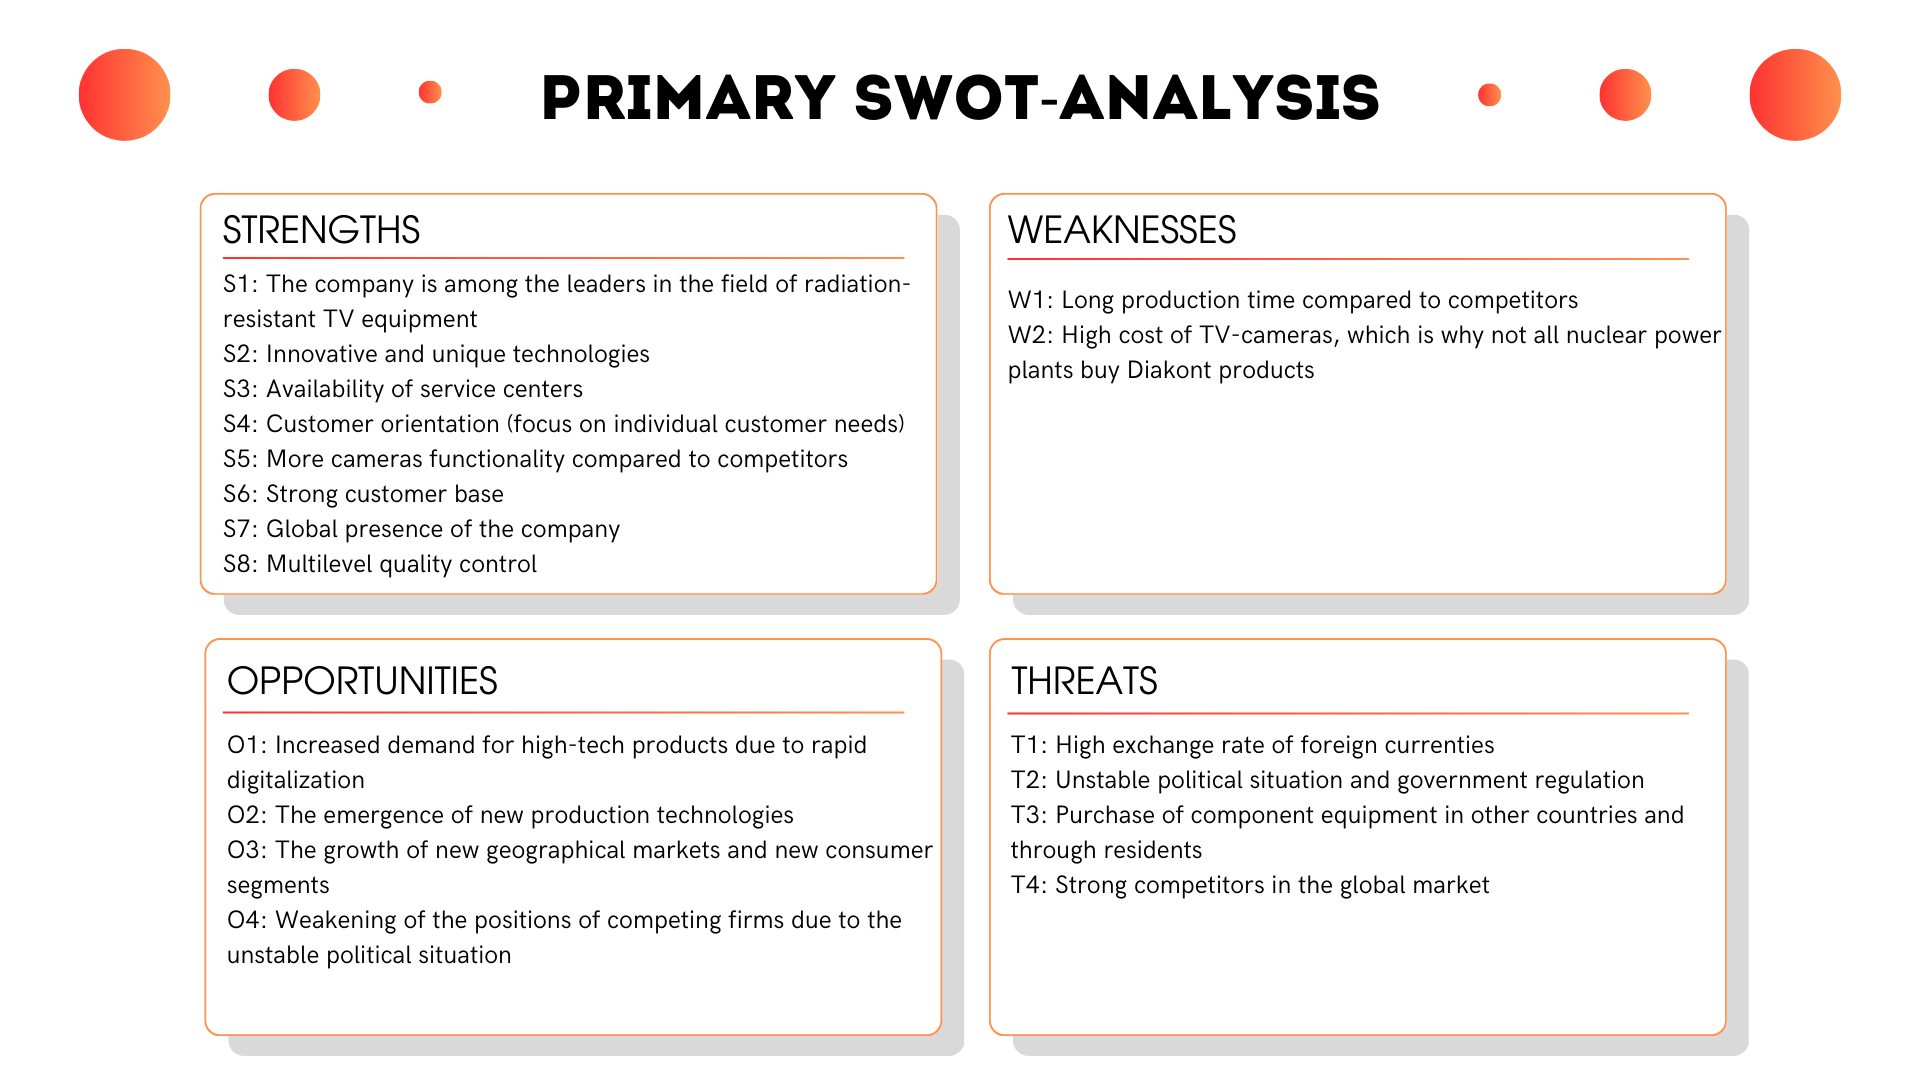 PRIMARY SWOT-ANALYSIS
STRENGTHS
S1: The company is among the leaders in the field of radiation-
resistant TV equipment
S2: Innovative and unique technologies
S3: Availability of service centers
S4: Customer orientation (focus on individual customer needs)
S5: More cameras functionality compared to competitors
S6: Strong customer base
S7: Global presence of the company
S8: Multilevel quality control
WEAKNESSES
W1: Long production time compared to competitors
W2: High cost of TV-cameras, which is why not all nuclear power
plants buy Diakont products
OPPORTUNITIES
O1: Increased demand for high-tech products due to rapid
digitalization
O2: The emergence of new production technologies
O3: The growth of new geographical markets and new consumer
segments
O4: Weakening of the positions of competing firms due to the
unstable political situation
THREATS
T1: High exchange rate of foreign currenties
T2: Unstable political situation and government regulation
T3: Purchase of component equipment in other countries and
through residents
T4: Strong competitors in the global market